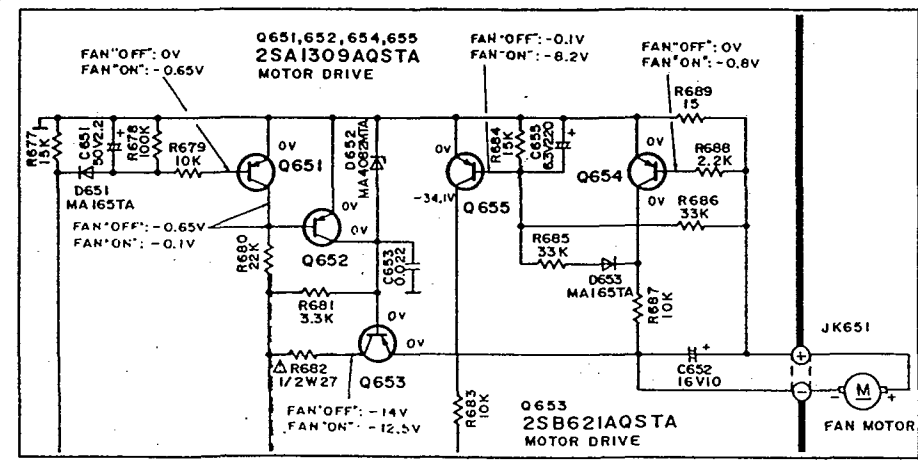 Q651,652,654,655
2SA1309AQSTA
MOTOR DRIVE
FAN"OFF": 0V
FAN"ON": -0.65V
FAN"OFF": -0.1V
FAN"ON": -8.2V
FAN"OFF": 0V
FAN"ON": -0.8V
R677
15K
C651
50V2.2
R678
100K
R679
10K
D651
MA165TA
0V
Q651
D652
MA4082MTA
R684
15K
C655
6.3V220
R689
15
R688
2.2K
0V
Q655
-34.1V
0V
Q654
0V
R686
33K
FAN"OFF": -0.65V
FAN"ON": -0.1V
0V
Q652
0V
R680
22K
C653
0.022
R685
33K
D653
MA165TA
R687
10K
R681
3.3K
0V
0V
Q653
R682
1/2W27
FAN"OFF": -14V
FAN"ON": -12.5V
R683
10K
C652
16V10
+
JK651
+
-
-
M
+
FAN MOTOR
Q653
2SB621AQSTA
MOTOR DRIVE